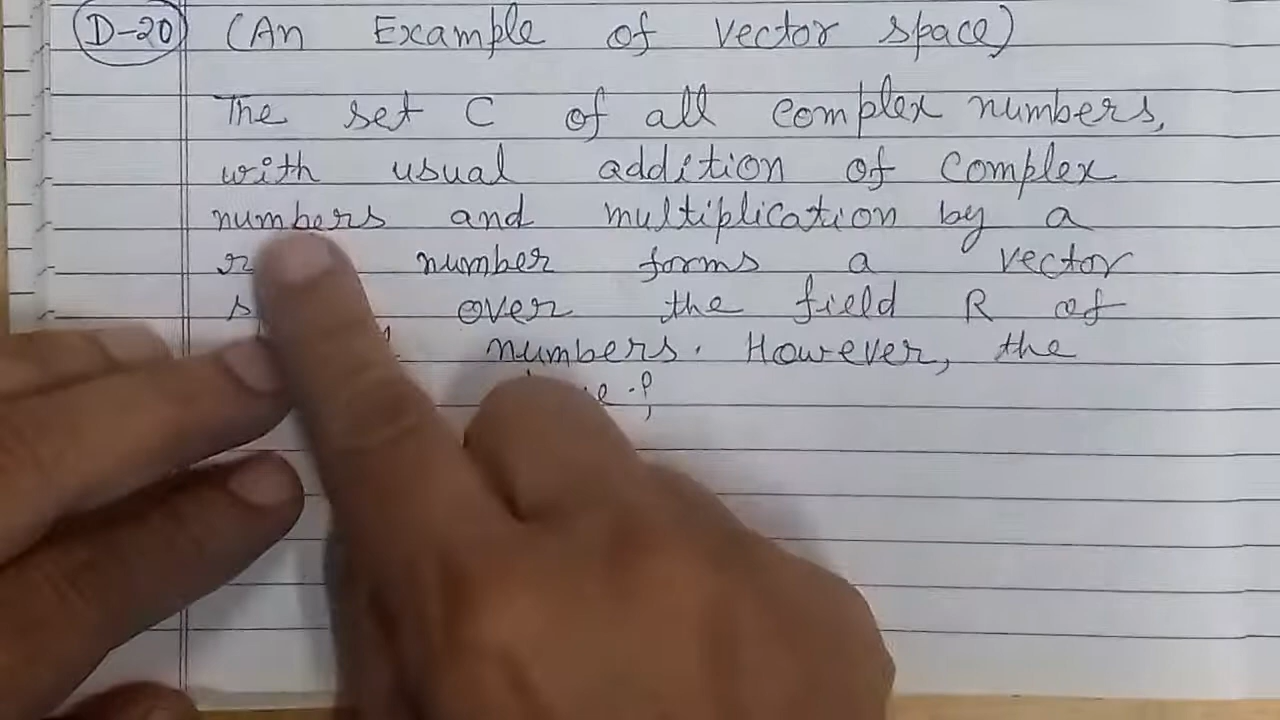 D-20 (An Example of vector space)
The set C of all complex numbers,
with usual addition of complex
numbers and multiplication by a
number forms a vector
over the field R of
numbers. However, the